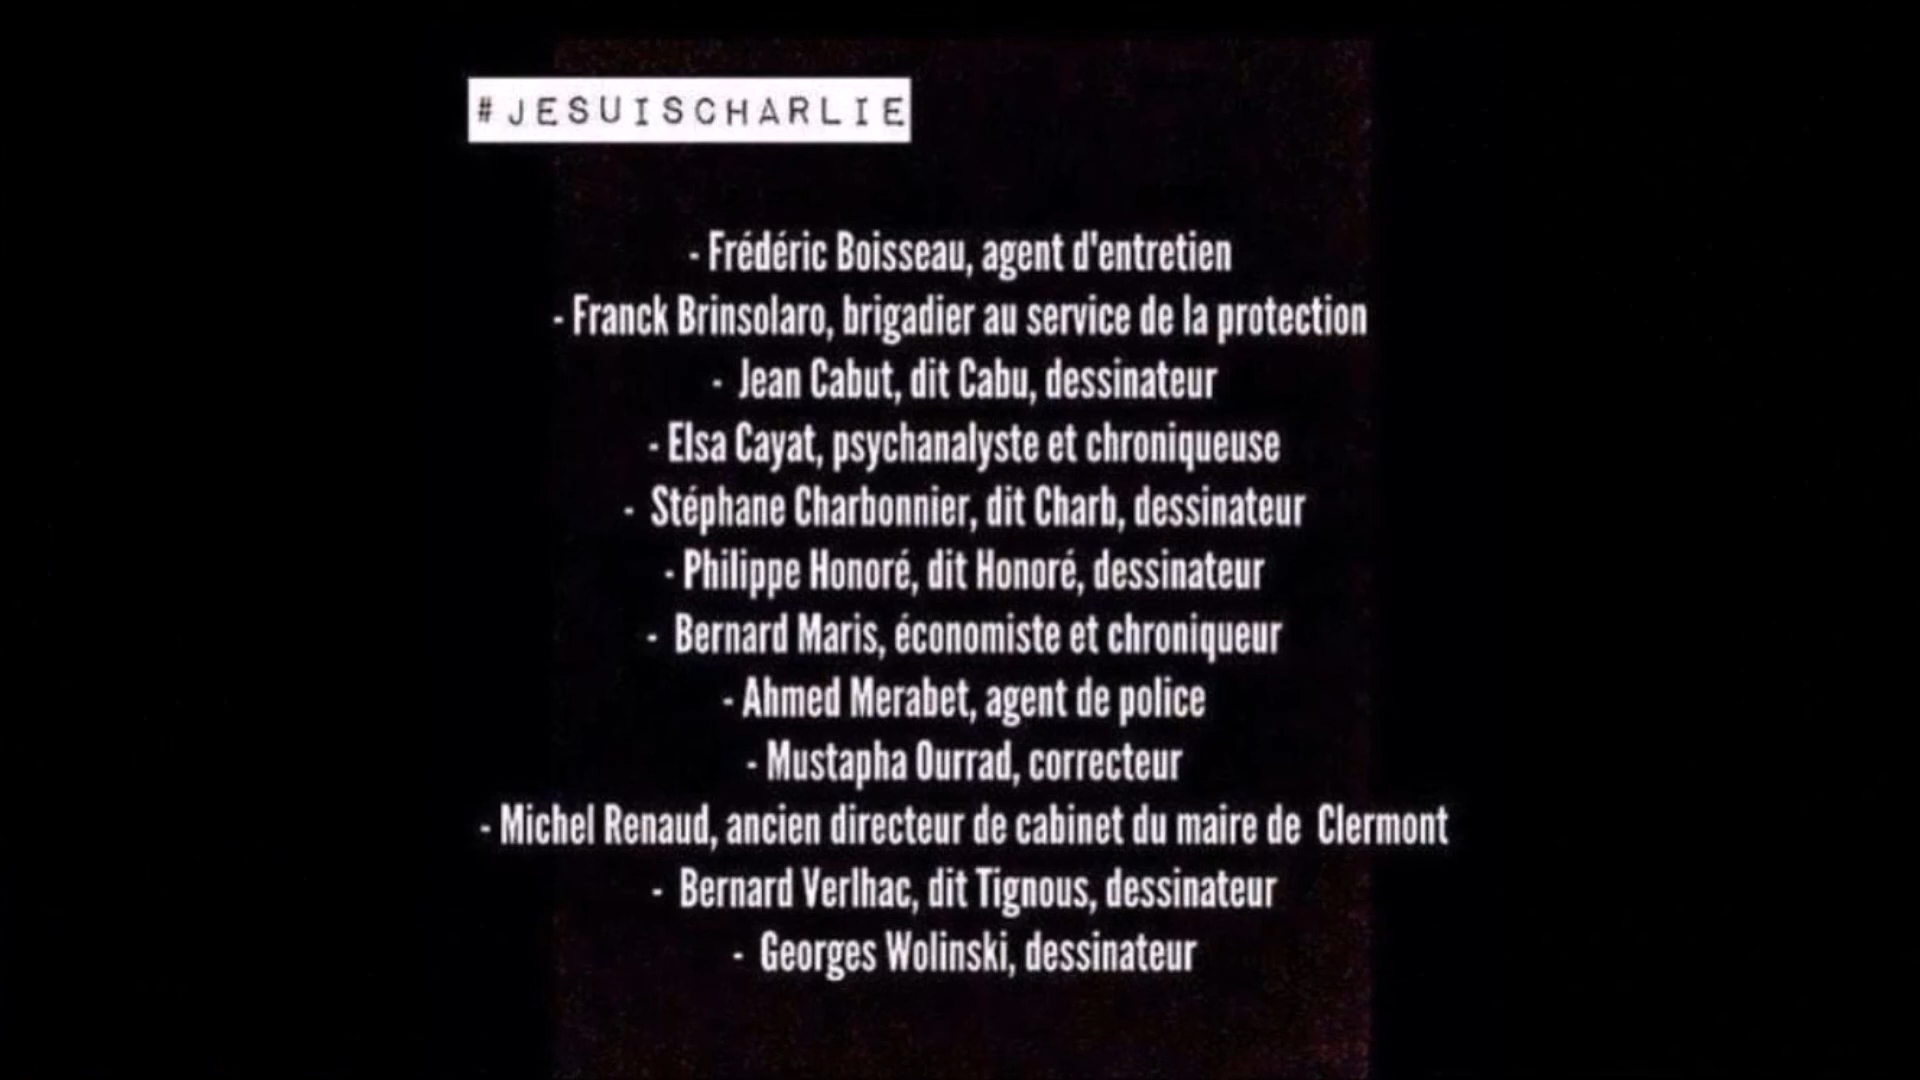 #JESUISCHARLIE
- Frédéric Boisseau, agent d'entretien
- Franck Brinsolaro, brigadier au service de la protection
- Jean Cabut, dit Cabu, dessinateur
- Elsa Cayat, psychanalyste et chroniqueuse
- Stéphane Charbonnier, dit Charb, dessinateur
- Philippe Honoré, dit Honoré, dessinateur
- Bernard Maris, économiste et chroniqueur
- Ahmed Merabet, agent de police
- Mustapha Ourrad, correcteur
- Michel Renaud, ancien directeur de cabinet du maire de Clermont
- Bernard Verlhac, dit Tignous, dessinateur
- Georges Wolinski, dessinateur